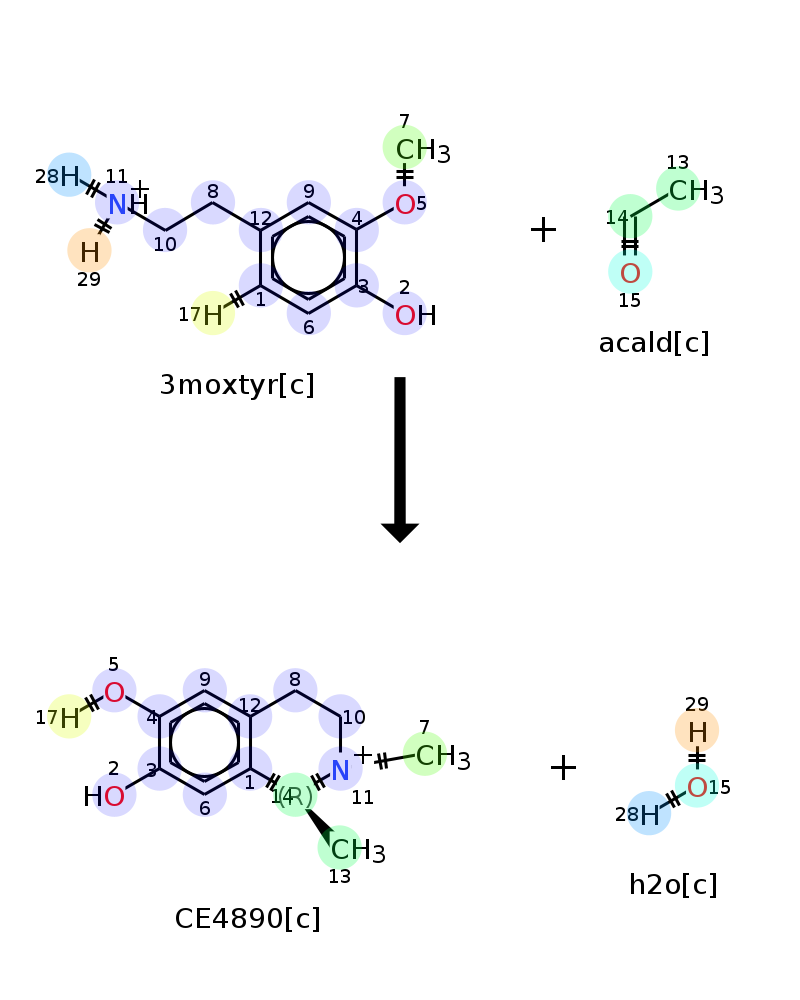 7
CH3
28H 11 NH + 8 9 O5
H 10 12 4
29
17H 1 3 2
6 OH
3moxtyr[c]
+
13
14 CH3
O
15
acald[c]
5 9 8 7
17H O 4 12 10 + CH3
2 3 1 N
HO 6 14(R) 11
CH3
13
CE4890[c]
+
29
H
O15
28H
h2o[c]